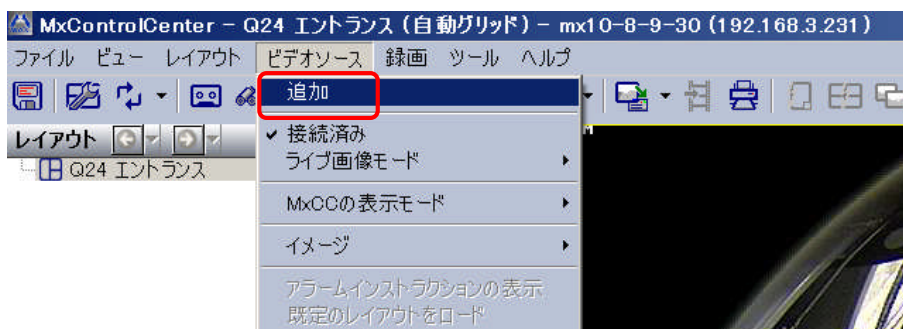 MxControlCenter - Q24 エントランス (自動グリッド) - mx10-8-9-30 (192.168.3.231)
ファイル ビュー レイアウト ビデオソース 録画 ツール ヘルプ
追加
レイアウト
接続済み
Q24 エントランス
ライブ画像モード
MxCCの表示モード
イメージ
アラームインストラクションの表示
既定のレイアウトをロード